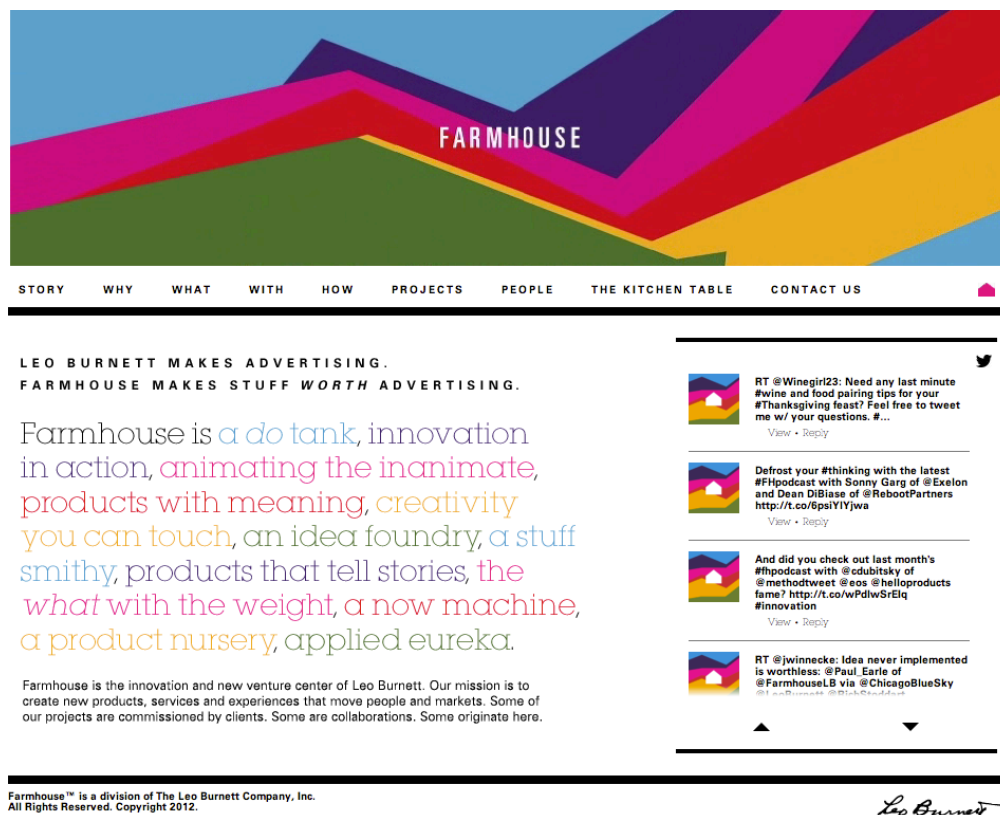 FARMHOUSE
STORY WHY WHAT WITH HOW PROJECTS PEOPLE THE KITCHEN TABLE CONTACT US
LEO BURNETT MAKES ADVERTISING.
FARMHOUSE MAKES STUFF WORTH ADVERTISING.
Farmhouse is a do tank, innovation
in action, animating the inanimate,
products with meaning, creativity
you can touch, an idea foundry, a stuff
smithy, products that tell stories, the
what with the weight, a now machine,
a product nursery, applied eureka.
Farmhouse is the innovation and new venture center of Leo Burnett. Our mission is to
create new products, services and experiences that move people and markets. Some of
our projects are commissioned by clients. Some are collaborations. Some originate here.
RT @Winegirl23: Need any last minute
#wine and food pairing tips for your
#Thanksgiving feast? Feel free to tweet
me w/ your questions. #...
View • Reply
Defrost your #thinking with the latest
#FHpodcast with Sonny Garg of @Exelon
and Dean DiBiase of @RebootPartners
http://t.co/6psiYIYjwa
View • Reply
And did you check out last month's
#fhpodcast with @cdubitsky of
@methodtweet @eos @helloproducts
fame? http://t.co/wPdIwSrEIq
#innovation
View • Reply
RT @jwinnecke: Idea never implemented
is worthless: @Paul_Earle of
@FarmhouseLB via @ChicagoBlueSky
@LeoBurnett @RishStoddart
Farmhouse™ is a division of The Leo Burnett Company, Inc.
All Rights Reserved. Copyright 2012.
Leo Burnett